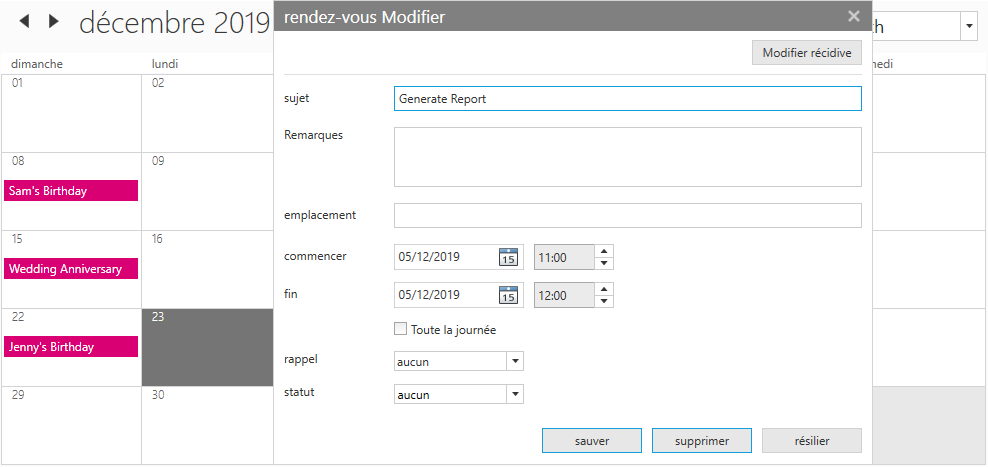 décembre 2019
rendez-vous Modifier
Modifier récidive
dimanche
lundi
sujet
Generate Report
Remarques
emplacement
commencer
05/12/2019
15
11:00
fin
05/12/2019
15
12:00
Toute la journée
rappel
aucun
statut
aucun
sauver
supprimer
résilier
01
02
08
09
Sam's Birthday
15
16
Wedding Anniversary
22
23
Jenny's Birthday
29
30